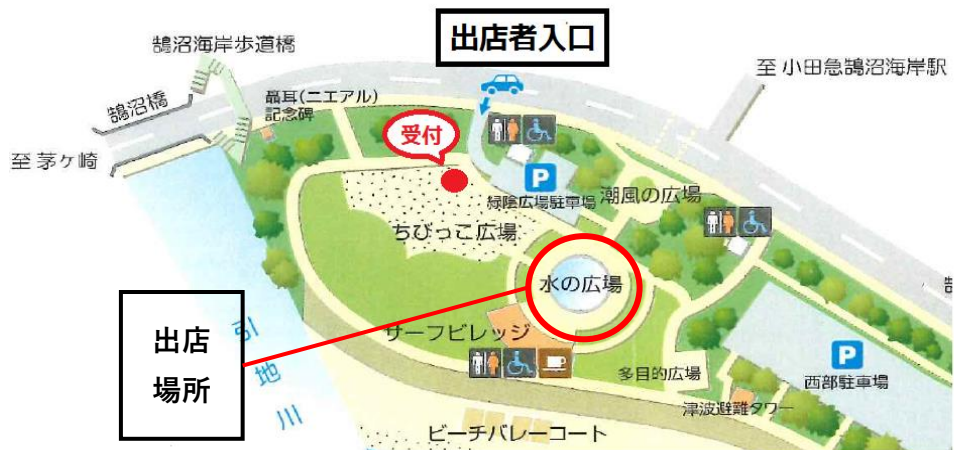 出店者入口
鵠沼海岸歩道橋
至 小田急鵠沼海岸駅
聶耳(ニエアル)
記念碑
鵠沼橋
受付
至 茅ヶ崎
P
緑陰広場駐車場
潮風の広場
ちびっこ広場
水の広場
出店
場所
引地川
サーフビレッジ
P
西部駐車場
多目的広場
津波避難タワー
ビーチバレーコート